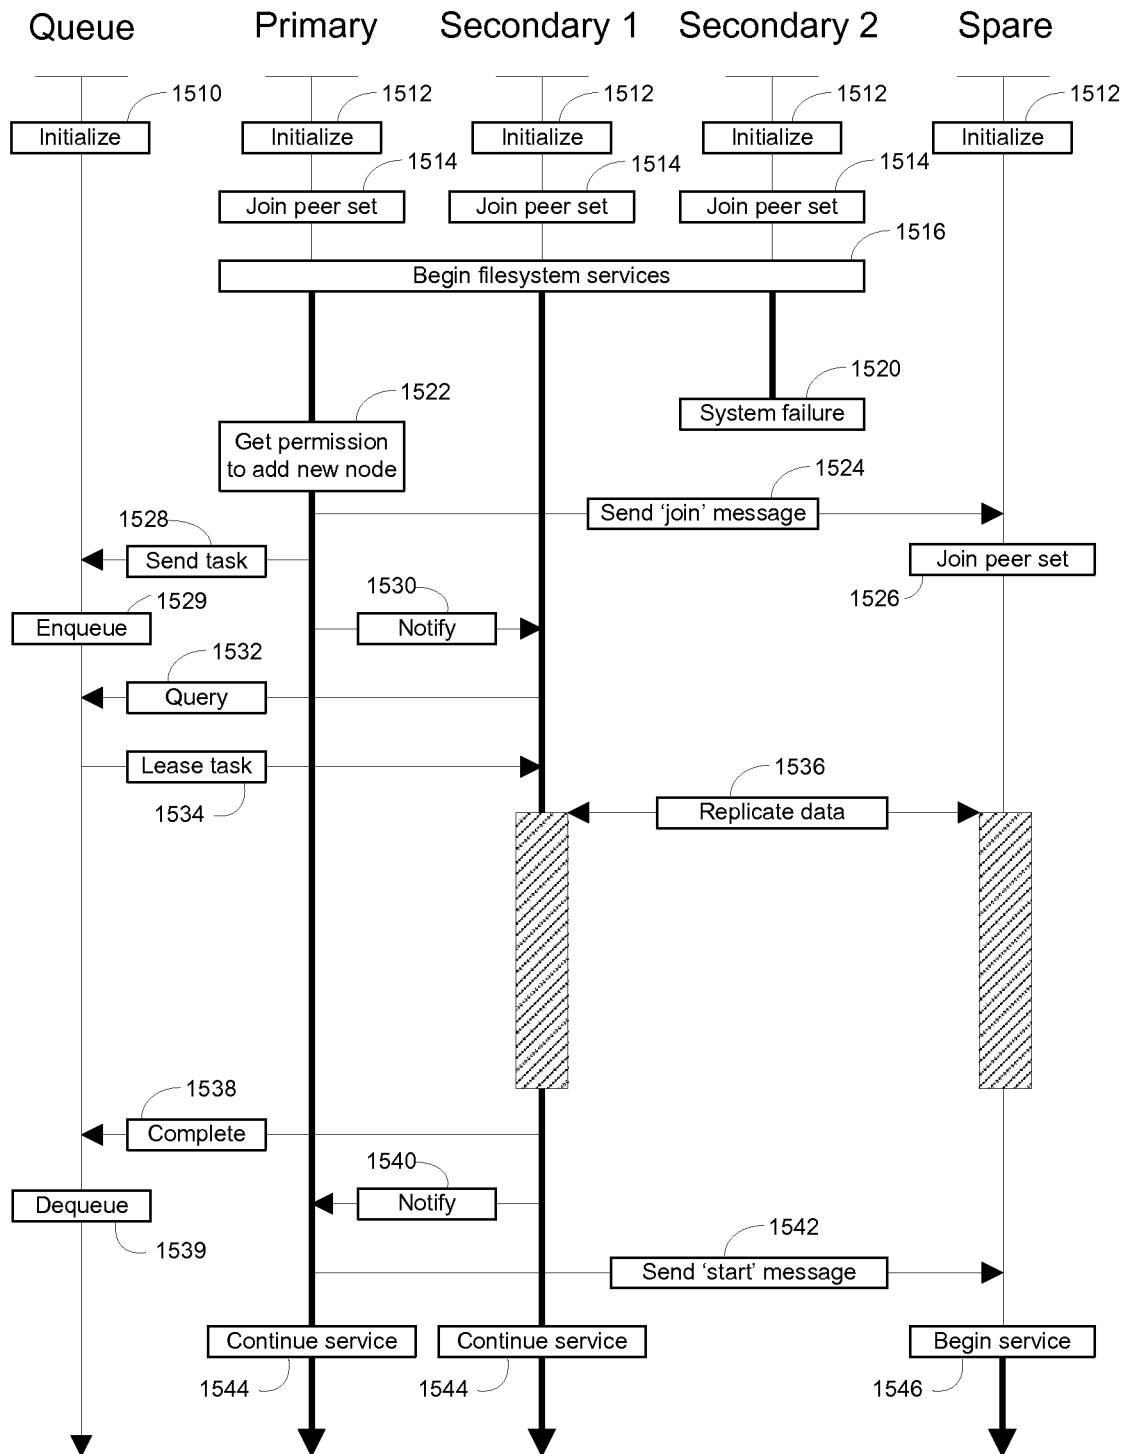 Queue Primary Secondary 1 Secondary 2 Spare
1510 1512 1512 1512 1512
Initialize Initialize Initialize Initialize Initialize
1514 1514 1514
Join peer set Join peer set Join peer set
1516
Begin filesystem services
1520
System failure
1522
Get permission
to add new node
1524
Send ‘join’ message
1528
Send task
Join peer set
1526
1529
Enqueue
1530
Notify
1532
Query
Lease task
1534
1536
Replicate data
1538
Complete
1540
Notify
Dequeue
1539
1542
Send ‘start’ message
Continue service Continue service Begin service
1544 1544 1546